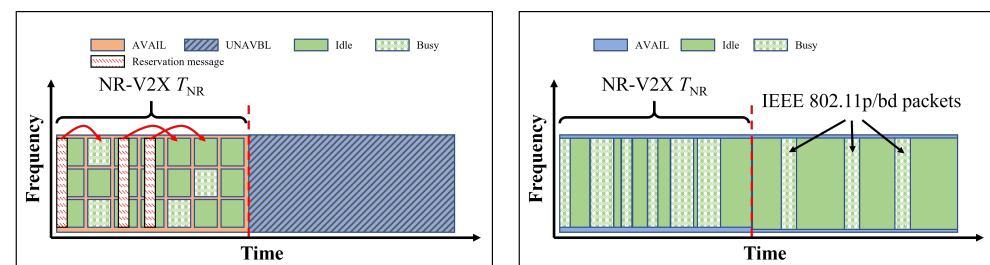 AVAIL UNAVBL Idle Busy
Reservation message
NR-V2X T_NR
Frequency
Time
AVAIL Idle Busy
NR-V2X T_NR
IEEE 802.11p/bd packets
Frequency
Time